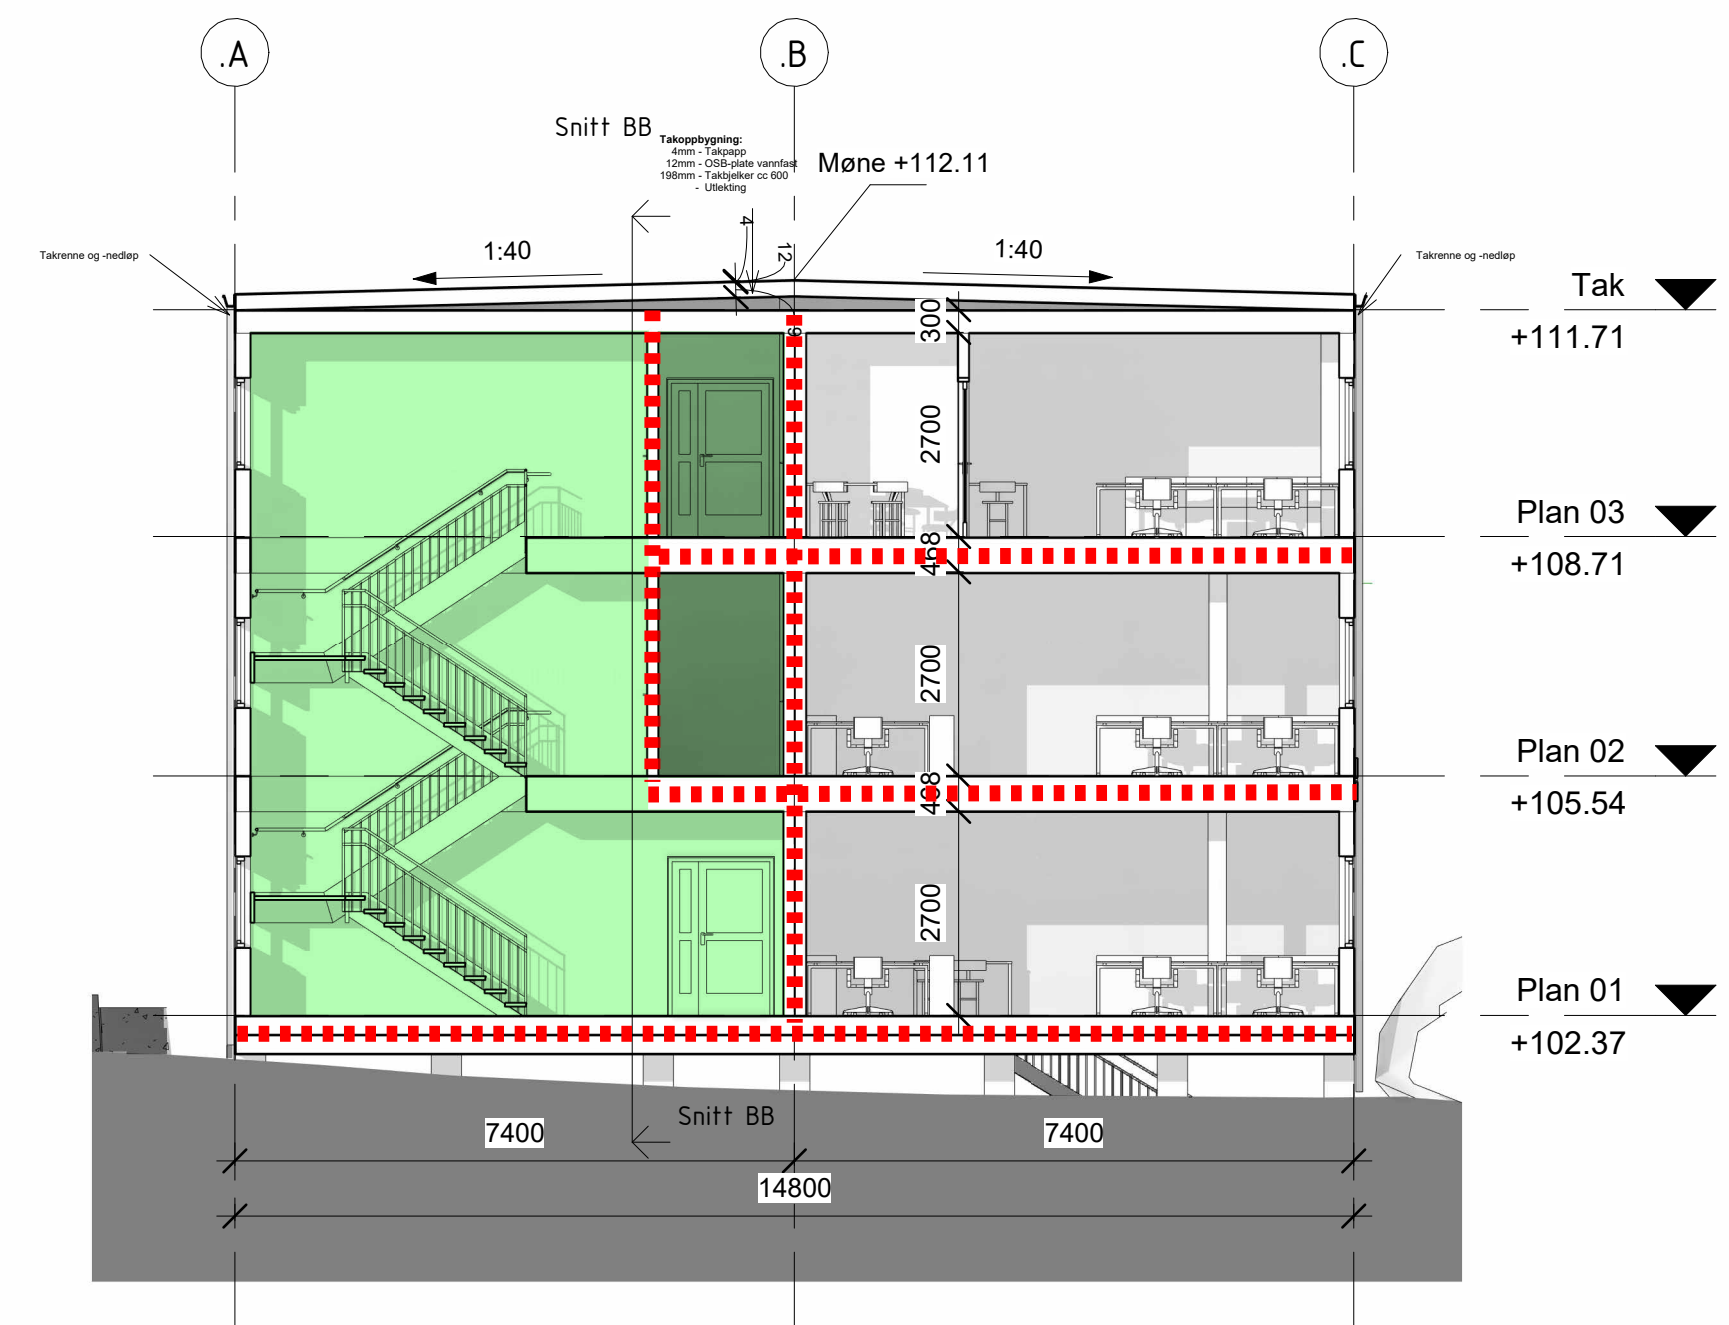 .A
.B
.C
Snitt BB
Takoppbygning:
4mm - Takpapp
12mm - OSB-plate vannfast
198mm - Takbjelker cc 600
- Utlekting
Møne +112.11
Takrenne og -nedløp
1:40
4
12
1:40
Takrenne og -nedløp
Tak
+111.71
300
2700
Plan 03
+108.71
468
2700
Plan 02
+105.54
468
2700
Plan 01
+102.37
Snitt BB
7400
7400
14800